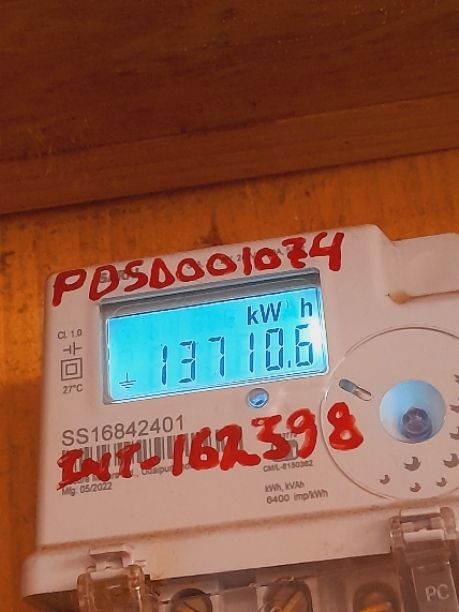 PDSD001074
kW h
CL 1.0
13710.6
27°C
SS16842401
INT-162398
Mfg: 05/2022
CM/L-8150362
kWh, kVAh
6400 imp/kWh
PC